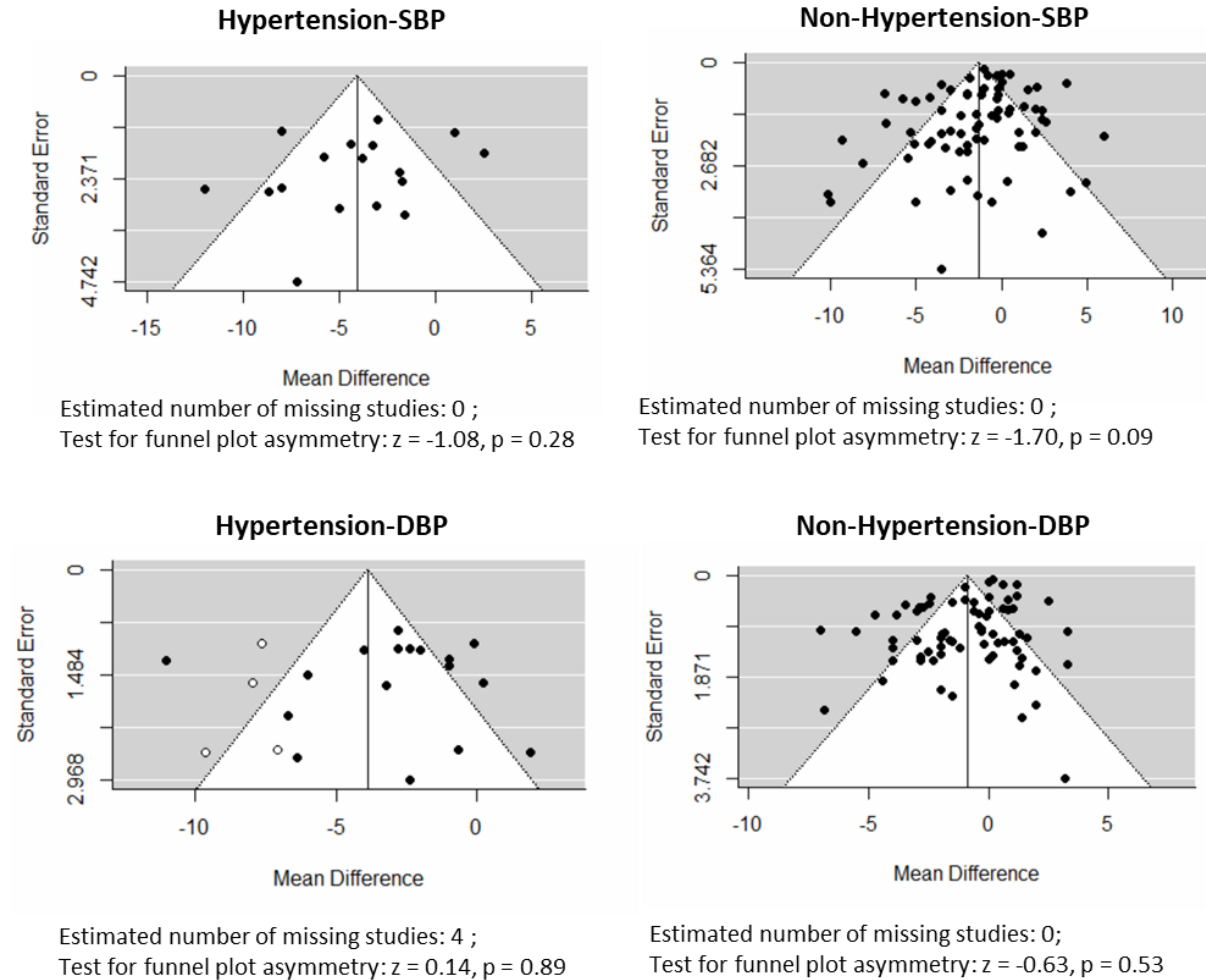 Hypertension-SBP
Standard Error
0
2.371
4.742
-15
-10
-5
0
5
Mean Difference
Estimated number of missing studies: 0 ;
Test for funnel plot asymmetry: z = -1.08, p = 0.28
Non-Hypertension-SBP
Standard Error
0
2.682
5.364
-10
-5
0
5
10
Mean Difference
Estimated number of missing studies: 0 ;
Test for funnel plot asymmetry: z = -1.70, p = 0.09
Hypertension-DBP
Standard Error
0
1.484
2.968
-10
-5
0
Mean Difference
Estimated number of missing studies: 4 ;
Test for funnel plot asymmetry: z = 0.14, p = 0.89
Non-Hypertension-DBP
Standard Error
0
1.871
3.742
-10
-5
0
5
Mean Difference
Estimated number of missing studies: 0;
Test for funnel plot asymmetry: z = -0.63, p = 0.53